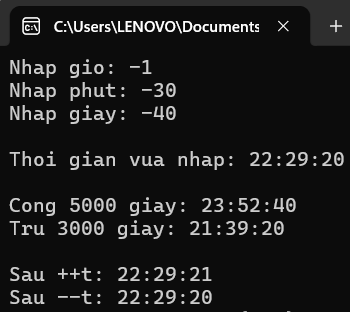 C:\Users\LENOVO\Documents
Nhap gio: -1
Nhap phut: -30
Nhap giay: -40
Thoi gian vua nhap: 22:29:20
Cong 5000 giay: 23:52:40
Tru 3000 giay: 21:39:20
Sau ++t: 22:29:21
Sau --t: 22:29:20